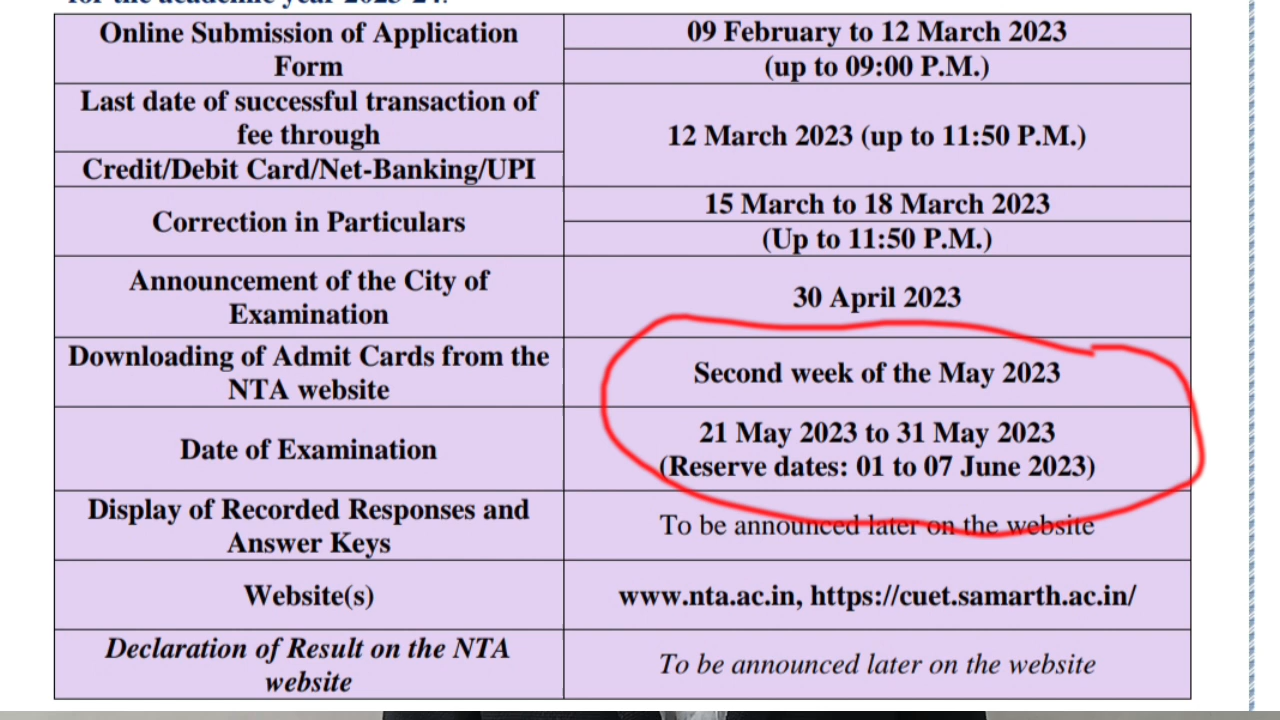 for the academic year 2023-24.
Online Submission of Application
Form
09 February to 12 March 2023
(up to 09:00 P.M.)
Last date of successful transaction of
fee through
Credit/Debit Card/Net-Banking/UPI
12 March 2023 (up to 11:50 P.M.)
Correction in Particulars
15 March to 18 March 2023
(Up to 11:50 P.M.)
Announcement of the City of
Examination
30 April 2023
Downloading of Admit Cards from the
NTA website
Second week of the May 2023
Date of Examination
21 May 2023 to 31 May 2023
(Reserve dates: 01 to 07 June 2023)
Display of Recorded Responses and
Answer Keys
To be announced later on the website
Website(s)
www.nta.ac.in, https://cuet.samarth.ac.in/
Declaration of Result on the NTA
website
To be announced later on the website